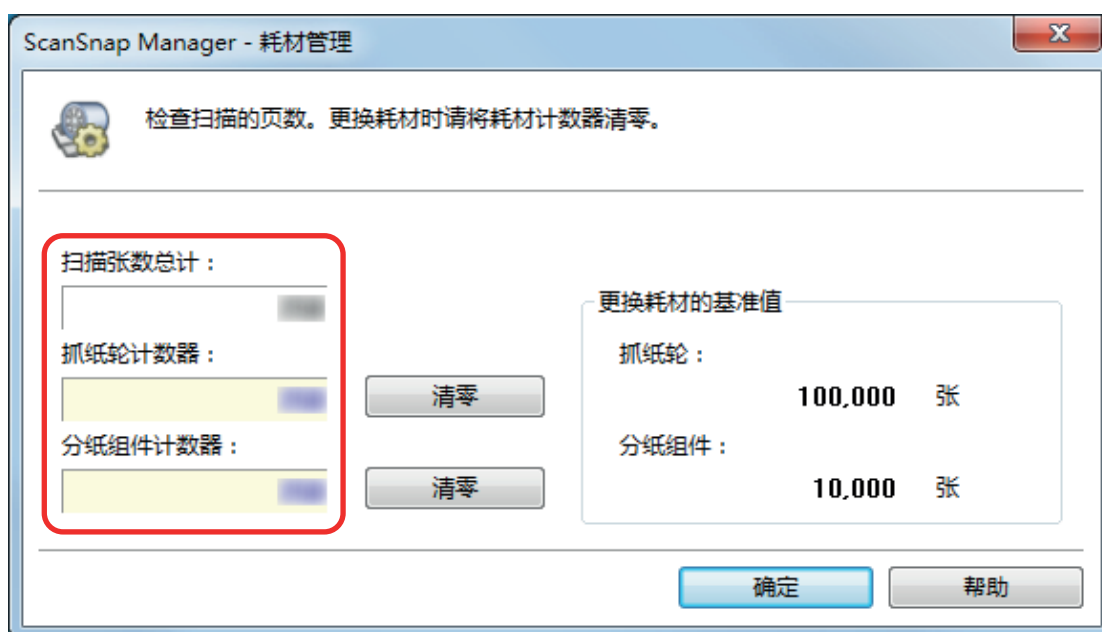 ScanSnap Manager - 耗材管理
检查扫描的页数。更换耗材时请将耗材计数器清零。
扫描张数总计：
抓纸轮计数器：
清零
分纸组件计数器：
清零
更换耗材的基准值
抓纸轮：
100,000 张
分纸组件：
10,000 张
确定
帮助